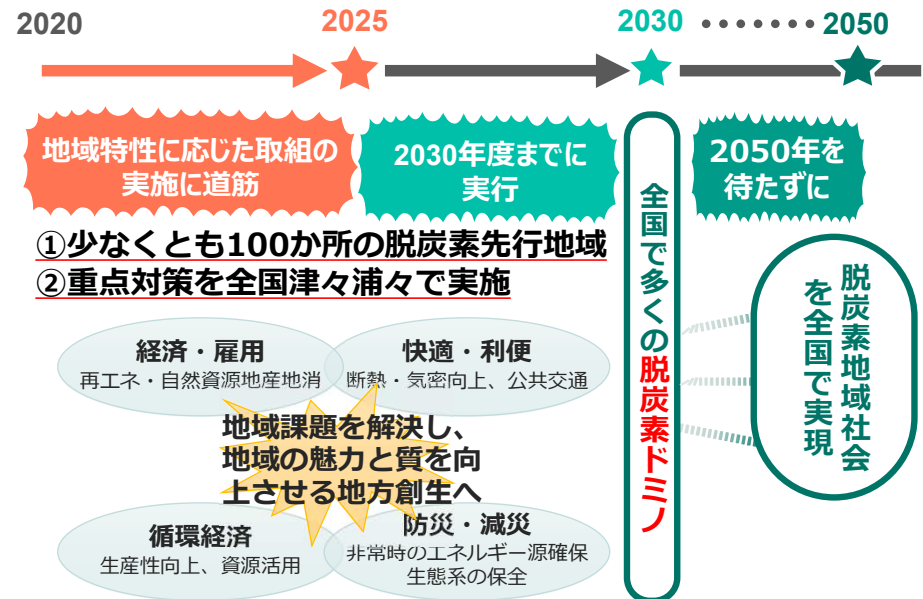 2020
2025
2030
2050
地域特性に応じた取組の
実施に道筋
2030年度までに
実行
2050年を
待たずに
①少なくとも100か所の脱炭素先行地域
②重点対策を全国津々浦々で実施
経済・雇用
再エネ・自然資源地産地消
快適・利便
断熱・気密向上、公共交通
地域課題を解決し、
地域の魅力と質を向
上させる地方創生へ
循環経済
生産性向上、資源活用
防災・減災
非常時のエネルギー源確保
生態系の保全
全国で多くの脱炭素ドミノ
脱炭素地域社会
を全国で実現